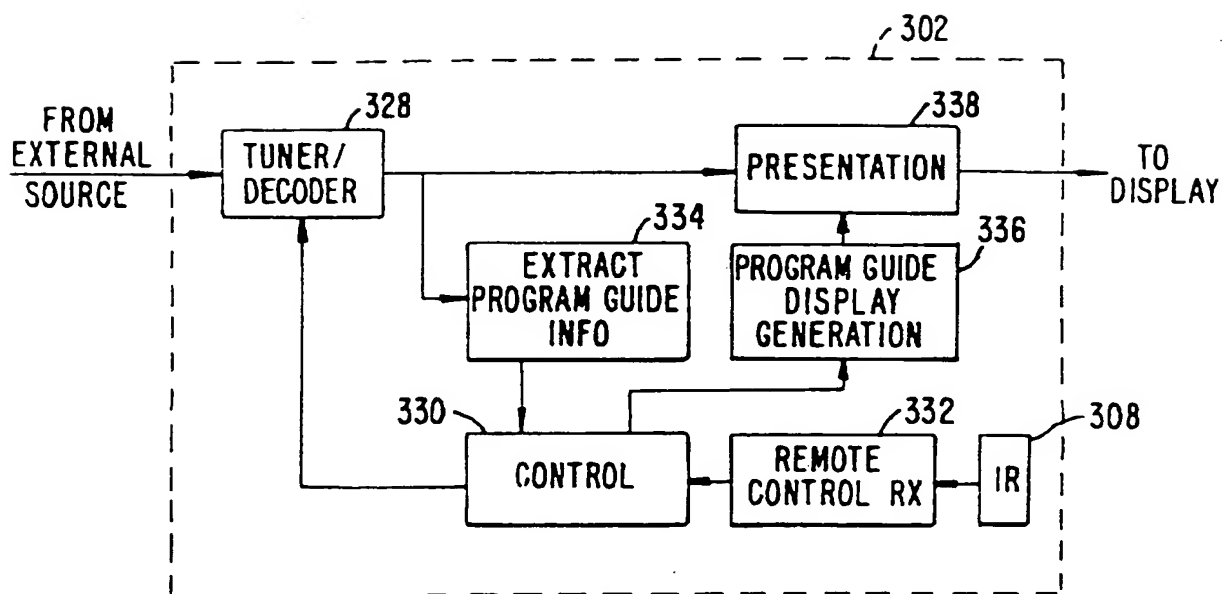 302
FROM
EXTERNAL
SOURCE
328
TUNER/
DECODER
338
PRESENTATION
TO
DISPLAY
334
EXTRACT
PROGRAM GUIDE
INFO
336
PROGRAM GUIDE
DISPLAY
GENERATION
330
CONTROL
332
REMOTE
CONTROL RX
308
IR